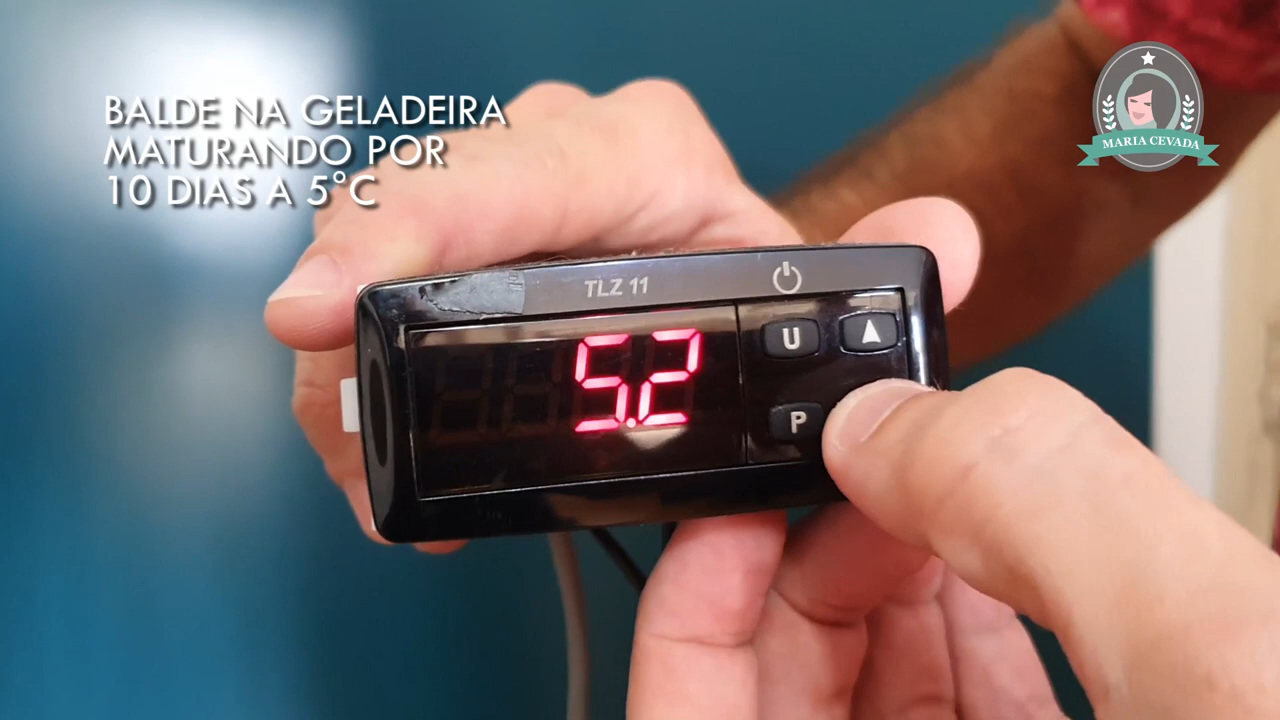 BALDE NA GELADEIRA
MATURANDO POR
10 DIAS A 5°C
MARIA CEVADA
TLZ 11
5.2
U
P